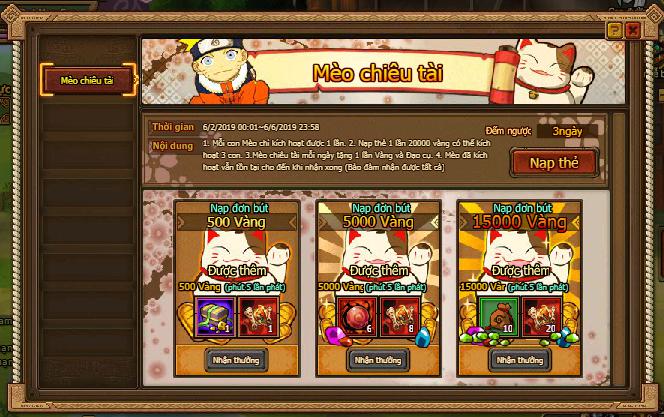 Mèo chiêu tài
Mèo chiêu tài
Thời gian 6/2/2019 00:01~6/6/2019 23:58
Đếm ngược 3ngày
Nội dung 1. Mỗi con Mèo chỉ kích hoạt được 1 lần. 2. Nạp thẻ 1 lần 20000 vàng có thể kích
hoạt 3 con. 3.Mèo chiêu tài mỗi ngày tặng 1 lần Vàng và Đạo cụ. 4. Mèo đã kích
hoạt vẫn tồn tại cho đến khi nhận xong (Bảo đảm nhận được tất cả)
Nạp thẻ
Nạp đơn bút
500 Vàng
Được thêm
500 Vàng (phút 5 lần phát)
1 1
Nhận thưởng
Nạp đơn bút
5000 Vàng
Được thêm
5000 Vàng (phút 5 lần phát)
6 8
Nhận thưởng
Nạp đơn bút
15000 Vàng
Được thêm
15000 Vàng (phút 5 lần phát)
10 20
Nhận thưởng